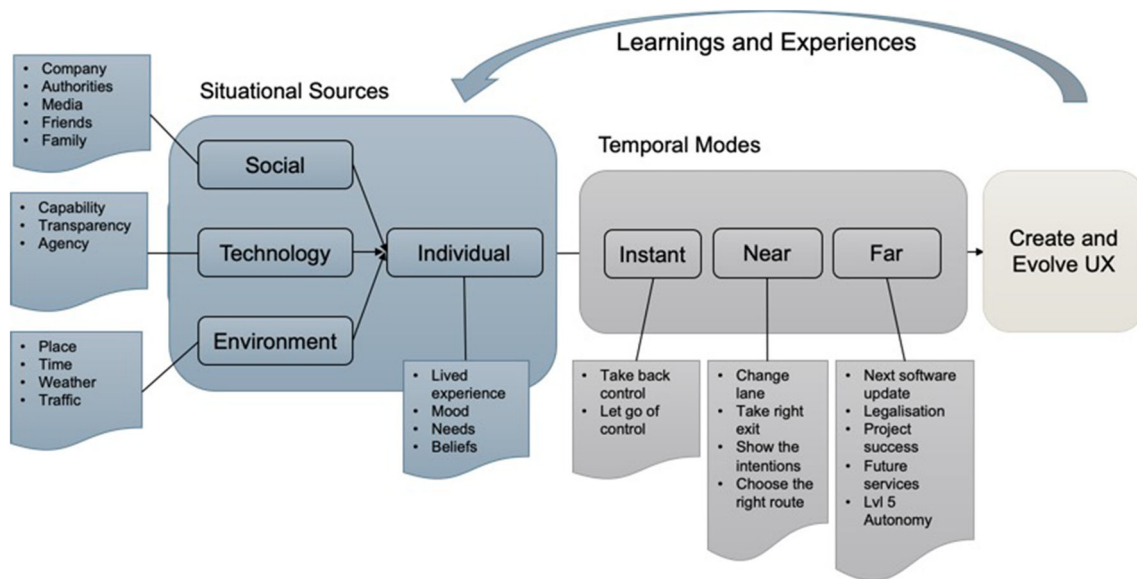 Learnings and Experiences
• Company
• Authorities
• Media
• Friends
• Family
Situational Sources
Social
• Capability
• Transparency
• Agency
Technology
Individual
• Place
• Time
• Weather
• Traffic
Environment
• Lived
experience
• Mood
• Needs
• Beliefs
Temporal Modes
Instant
Near
Far
• Take back
control
• Let go of
control
• Change
lane
• Take right
exit
• Show the
intentions
• Choose the
right route
• Next software
update
• Legalisation
• Project
success
• Future
services
• Lvl 5
Autonomy
Create and
Evolve UX